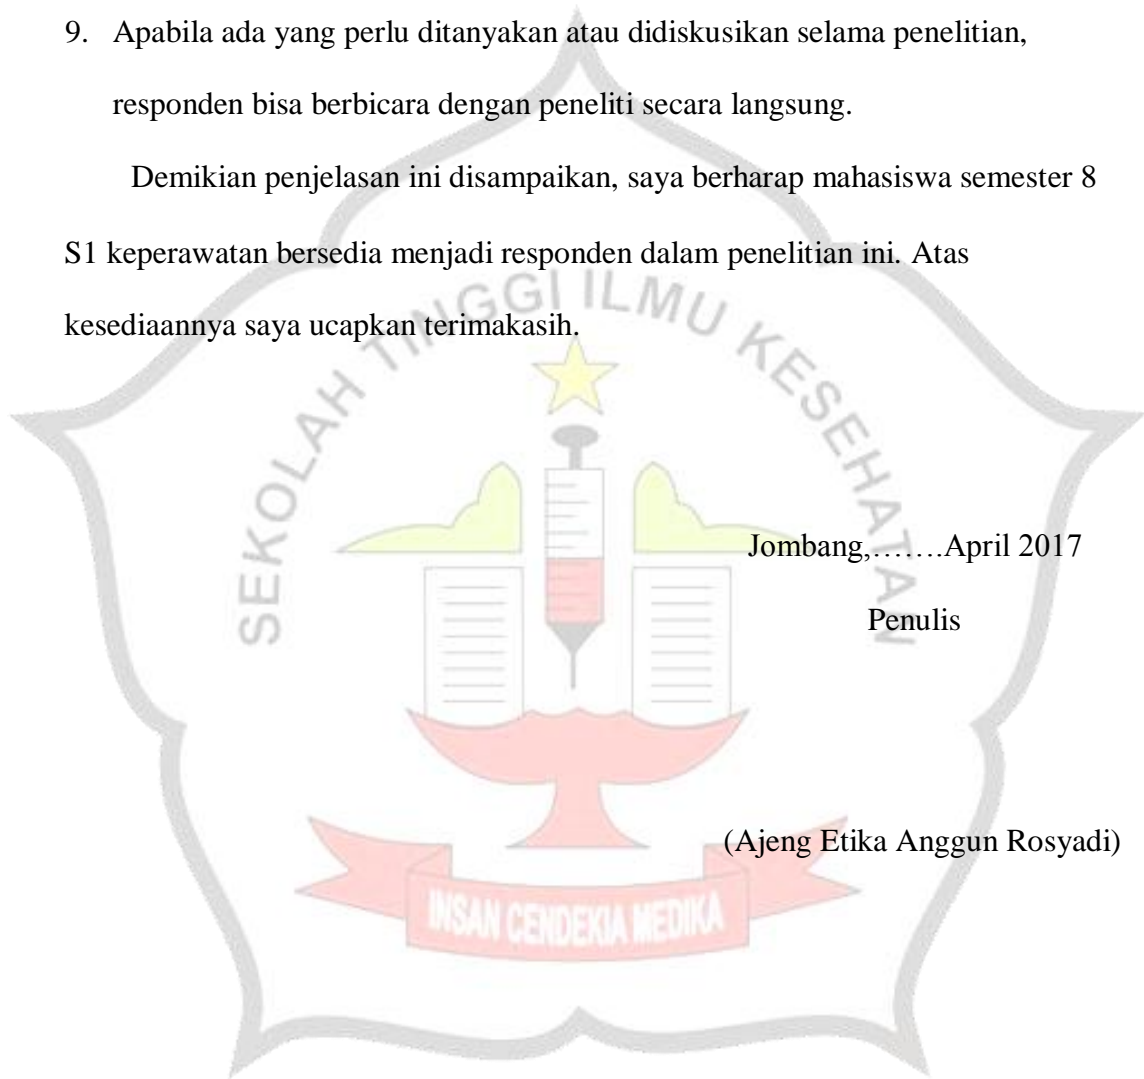 9. Apabila ada yang perlu ditanyakan atau didiskusikan selama penelitian,
responden bisa berbicara dengan peneliti secara langsung.
Demikian penjelasan ini disampaikan, saya berharap mahasiswa semester 8
S1 keperawatan bersedia menjadi responden dalam penelitian ini. Atas
kesediaannya saya ucapkan terimakasih.
SEKOLAH TINGGI ILMU KESEHATAN
Jombang,…….April 2017
Penulis
(Ajeng Etika Anggun Rosyadi)
INSAN CENDEKIA MEDIKA